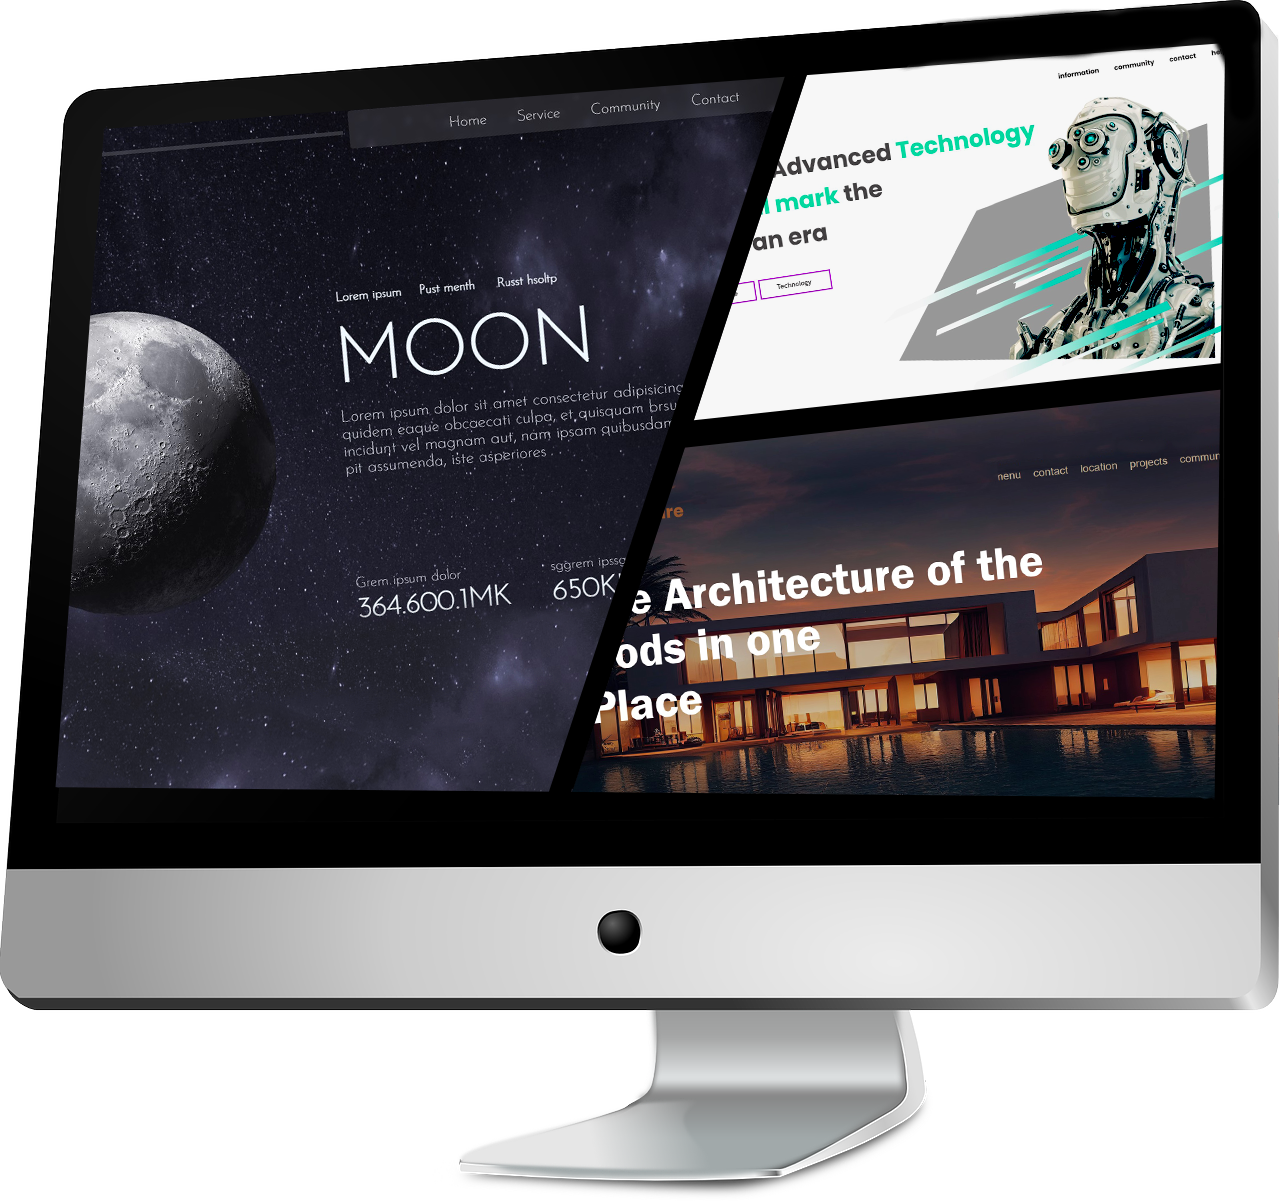 Home Service Community Contact
Lorem ipsum Pust menth Russt hsoltp
MOON
Lorem ipsum dolor sit amet consectetur adipisicing
quidem eaque obcaecati culpa, et quisquam brsu
incidunt vel magnam aut, nam ipsam quibusdam
pit assumenda, iste asperiores
Grem ipsum dolor
364.600.1MK
sggrem ipsso
650K
information community contact he
Advanced Technology
l mark the
an era
Technology
menu contact location projects commun
re
e Architecture of the
ods in one
Place